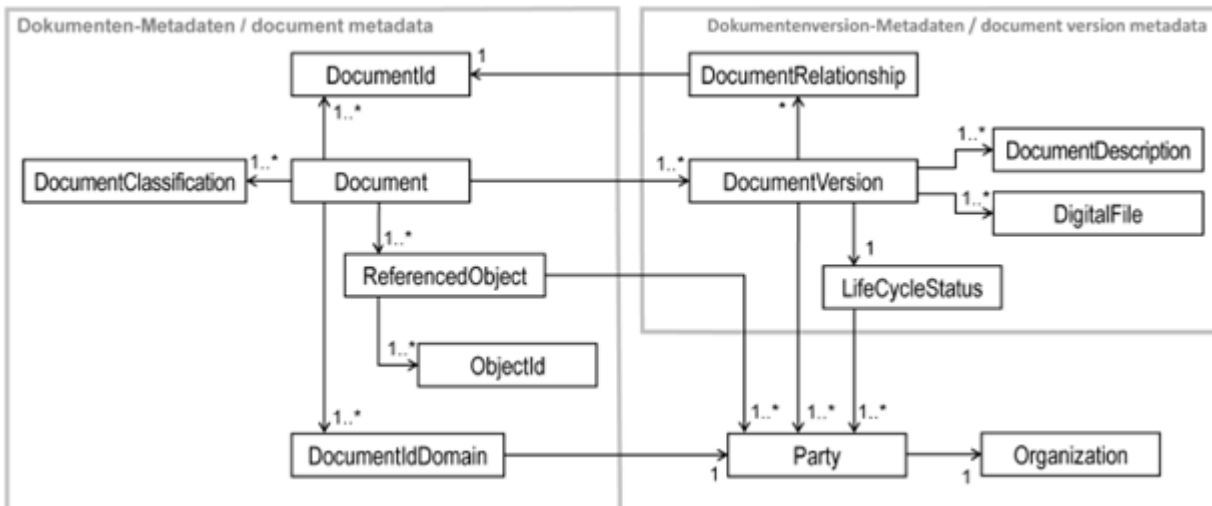 Dokumenten-Metadaten / document metadata
Dokumentenversion-Metadaten / document version metadata
DocumentId
1
DocumentRelationship
1..*
*
DocumentClassification
1..*
Document
1..*
DocumentVersion
1..*
DocumentDescription
1..*
DigitalFile
1..*
ReferencedObject
1
LifeCycleStatus
1..*
ObjectId
1..*
1..*
1..*
1..*
DocumentIdDomain
1
Party
1
Organization